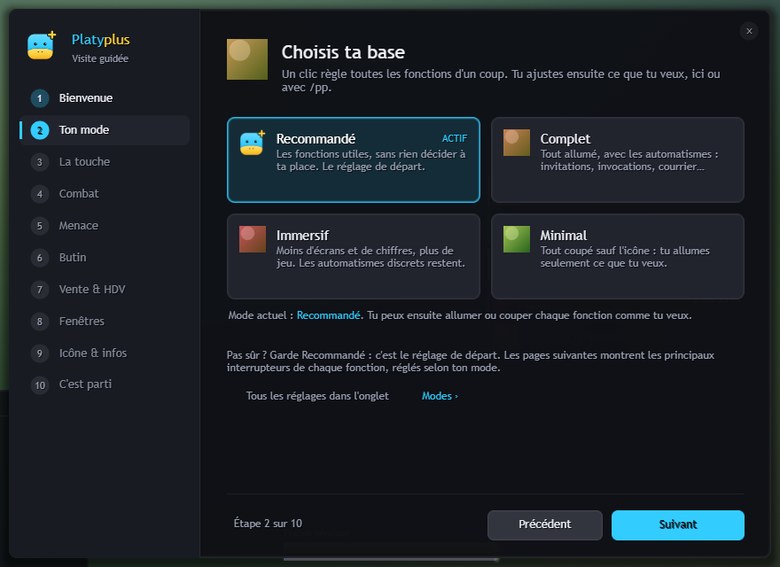 Platyplus
Visite guidée
1 Bienvenue
2 Ton mode
3 La touche
4 Combat
5 Menace
6 Butin
7 Vente & HDV
8 Fenêtres
9 Icône & infos
10 C'est parti
×
Choisis ta base
Un clic règle toutes les fonctions d'un coup. Tu ajustes ensuite ce que tu veux, ici ou
avec /pp.
Recommandé
ACTIF
Les fonctions utiles, sans rien décider à
ta place. Le réglage de départ.
Complet
Tout allumé, avec les automatismes :
invitations, invocations, courrier...
Immersif
Moins d'écrans et de chiffres, plus de
jeu. Les automatismes discrets restent.
Minimal
Tout coupé sauf l'icône : tu allumes
seulement ce que tu veux.
Mode actuel : Recommandé. Tu peux ensuite allumer ou couper chaque fonction comme tu veux.
Pas sûr ? Garde Recommandé : c'est le réglage de départ. Les pages suivantes montrent les principaux
interrupteurs de chaque fonction, réglés selon ton mode.
Tous les réglages dans l'onglet Modes ›
Étape 2 sur 10
Précédent
Suivant